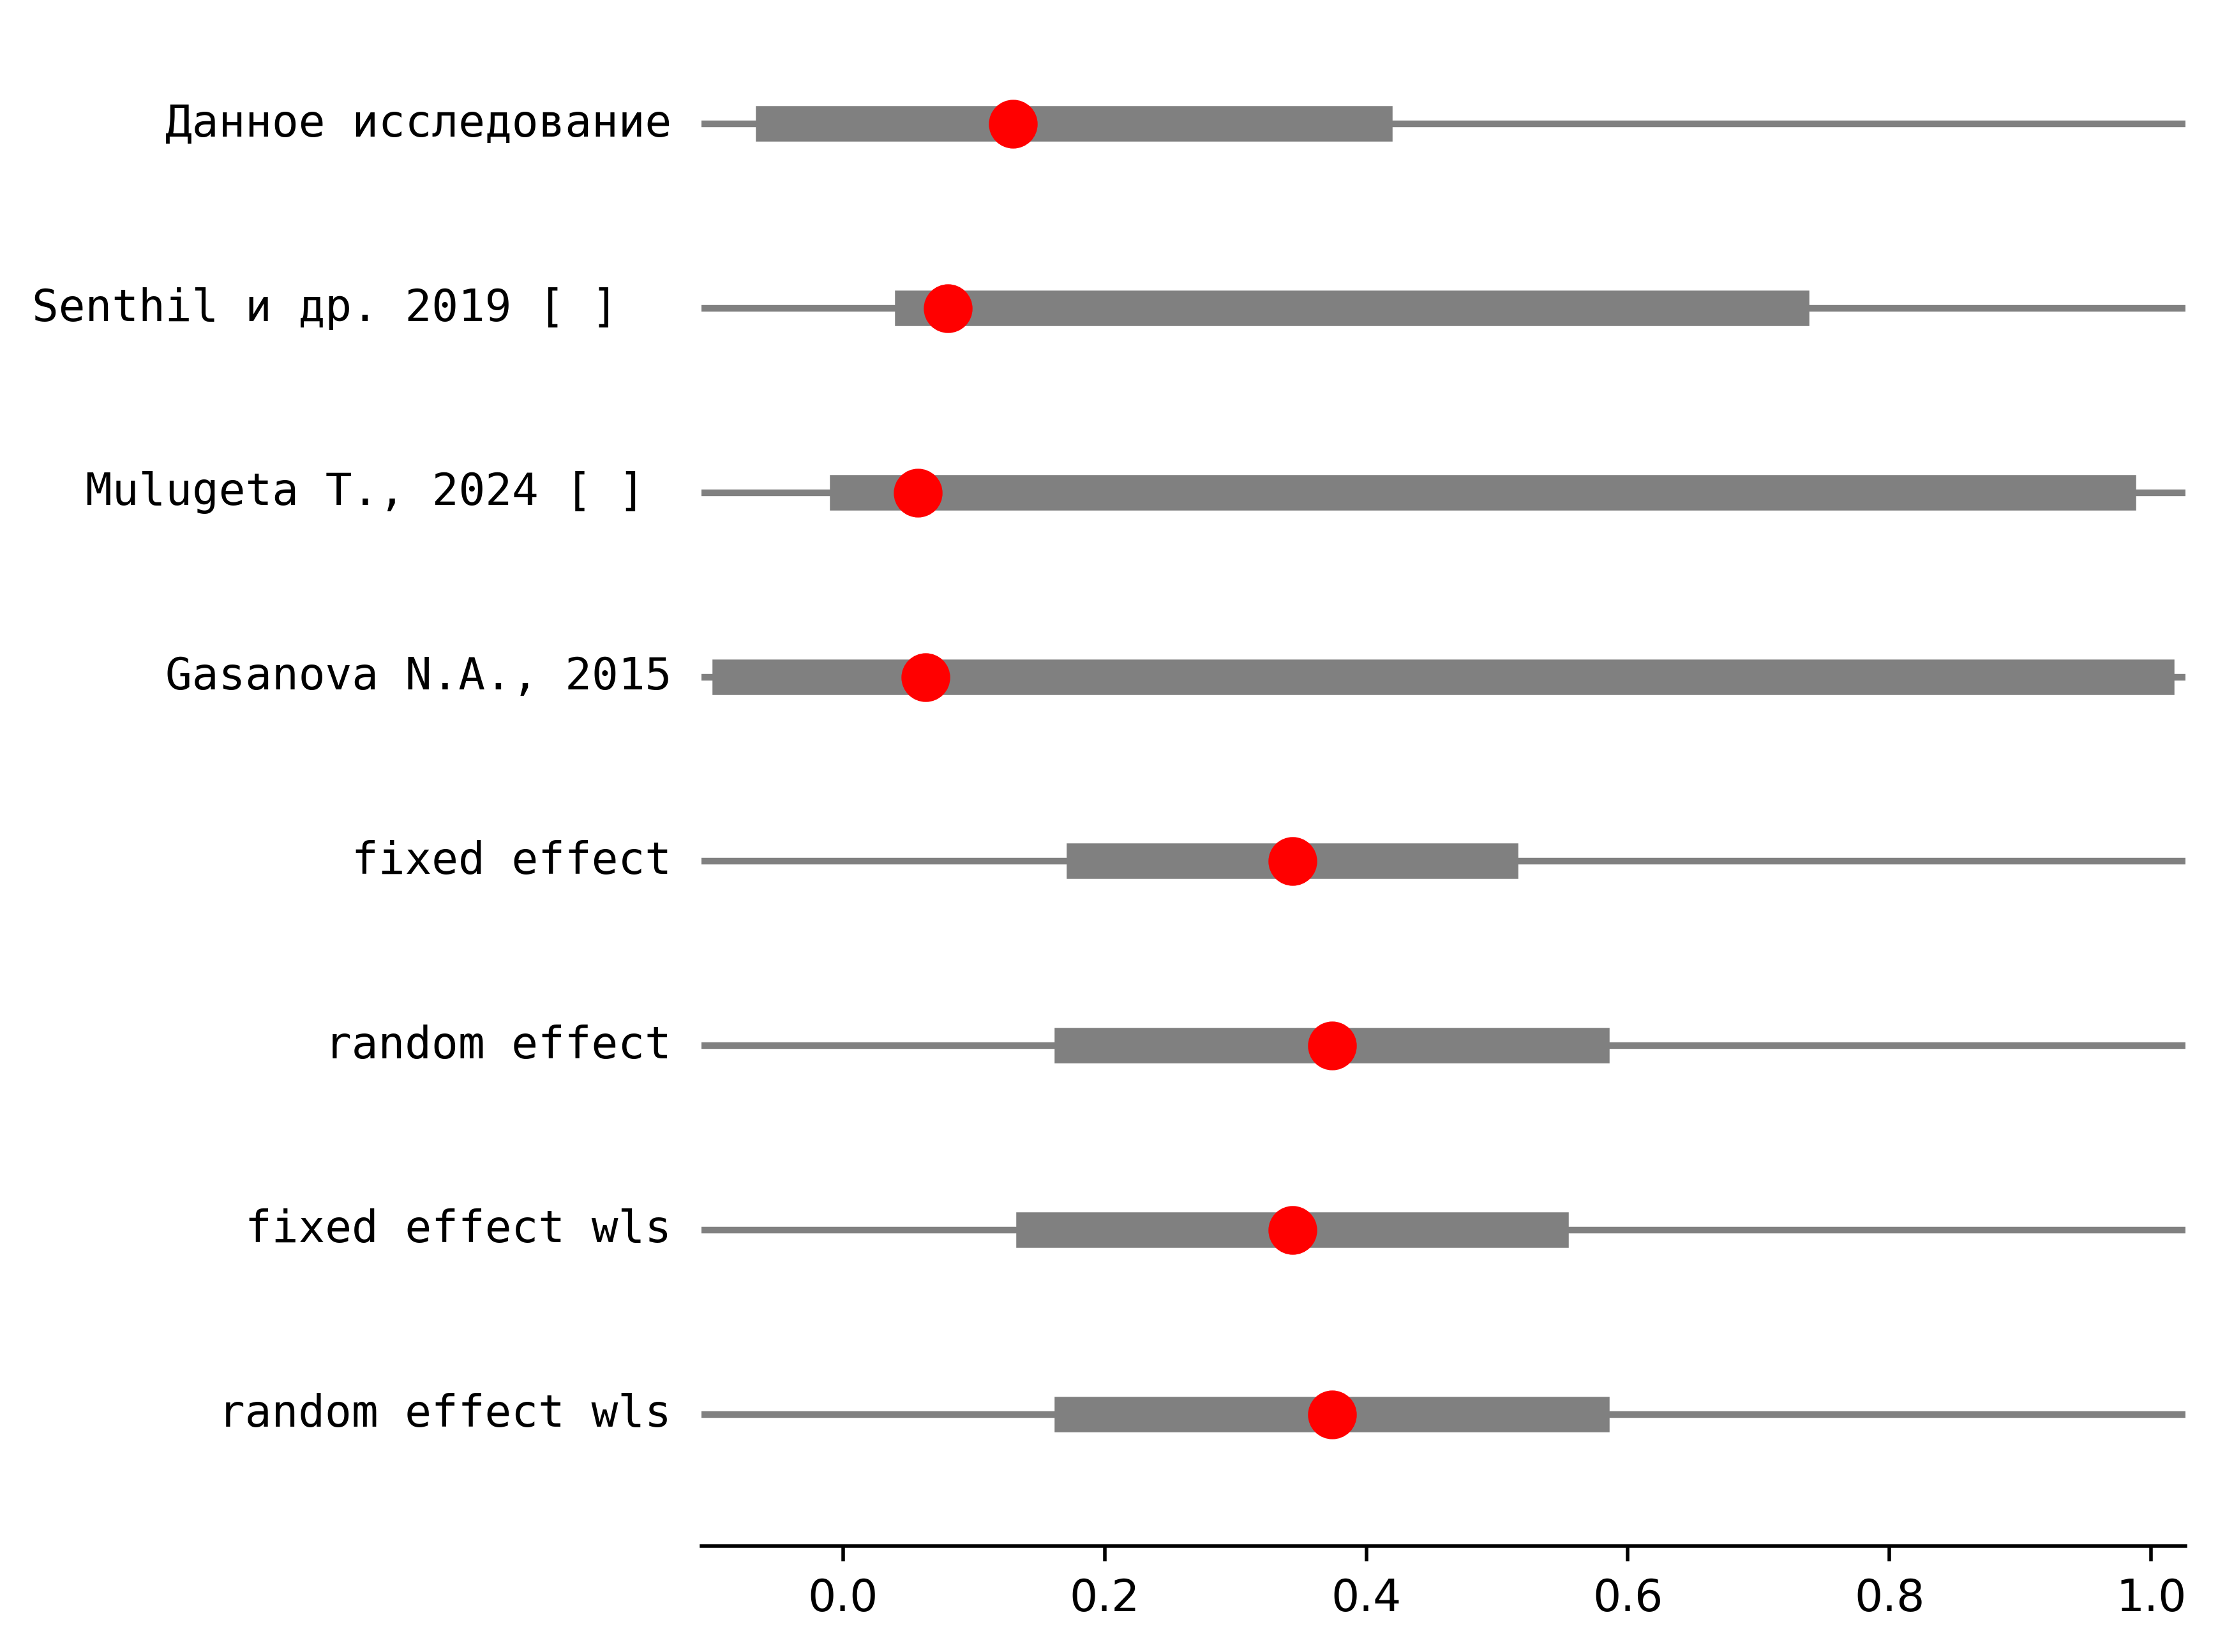 Данное исследование
Senthil и др. 2019 [ ]
Mulugeta T., 2024 [ ]
Gasanova N.A., 2015
fixed effect
random effect
fixed effect wls
random effect wls
0.0 0.2 0.4 0.6 0.8 1.0